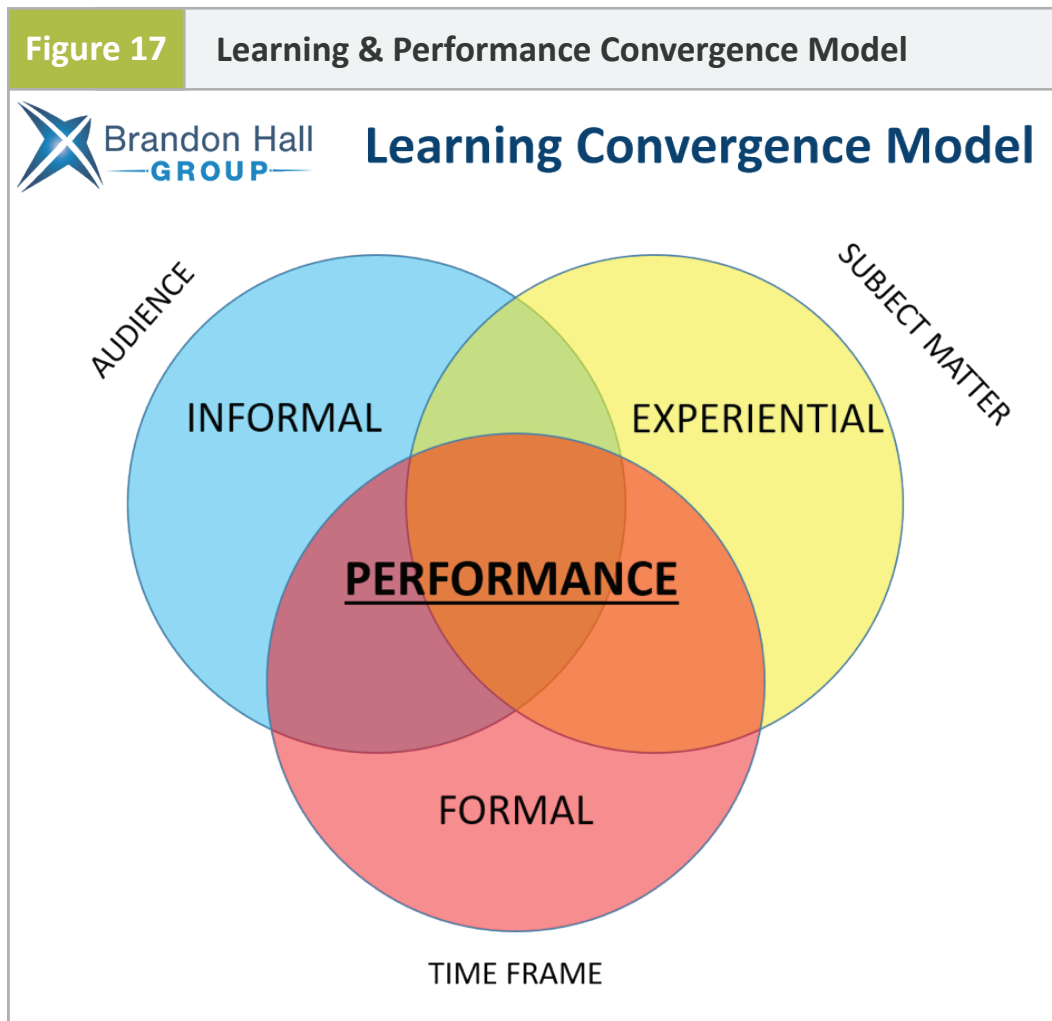 Figure 17
Learning & Performance Convergence Model
Brandon Hall
GROUP
Learning Convergence Model
AUDIENCE
SUBJECT MATTER
INFORMAL
EXPERIENTIAL
PERFORMANCE
FORMAL
TIME FRAME